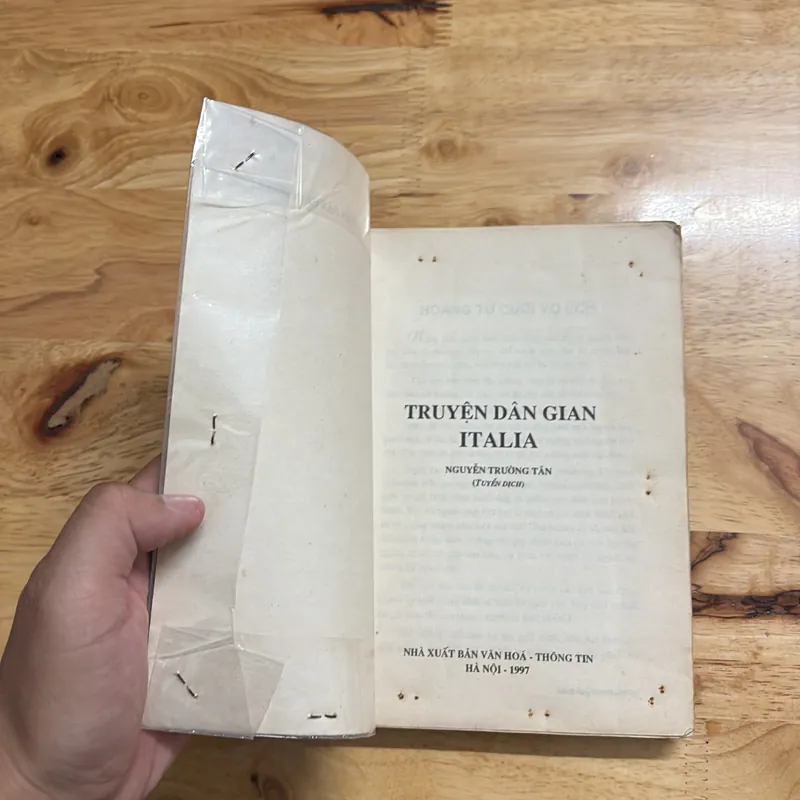 TRUYỆN DÂN GIAN
ITALIA
NGUYỄN TRƯỜNG TÂN
(TUYỂN DỊCH)
NHÀ XUẤT BẢN VĂN HOÁ - THÔNG TIN
HÀ NỘI - 1997